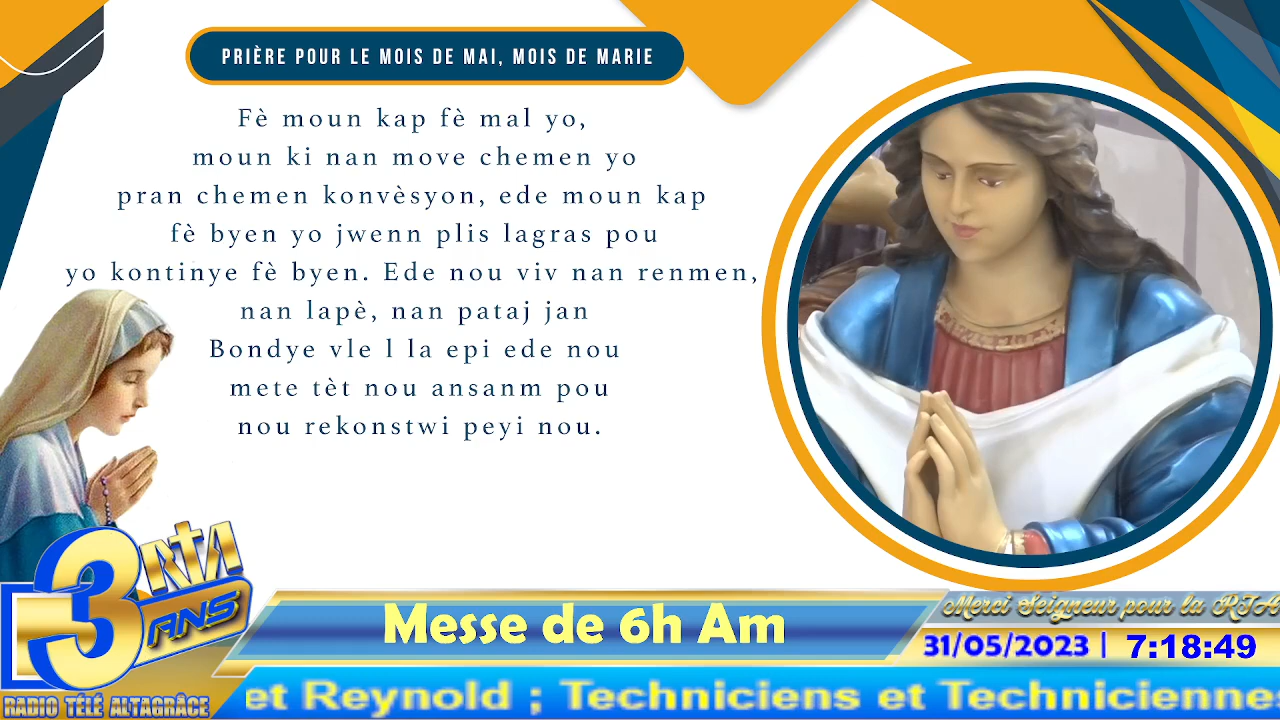 PRIÈRE POUR LE MOIS DE MAI, MOIS DE MARIE
Fè moun kap fè mal yo,
moun ki nan move chemen yo
pran chemen konvèsyon, ede moun kap
fè byen yo jwenn plis lagras pou
yo kontinye fè byen. Ede nou viv nan renmen,
nan lapè, nan pataj jan
Bondye vle l la epi ede nou
mete tèt nou ansanm pou
nou rekonstwi peyi nou.
3 RTA
ANS
RADIO TÉLÉ ALTAGRÂCE
Messe de 6h Am
Merci Seigneur pour la RTA
31/05/2023 | 7:18:49
et Reynold ; Techniciens et Techniciennes